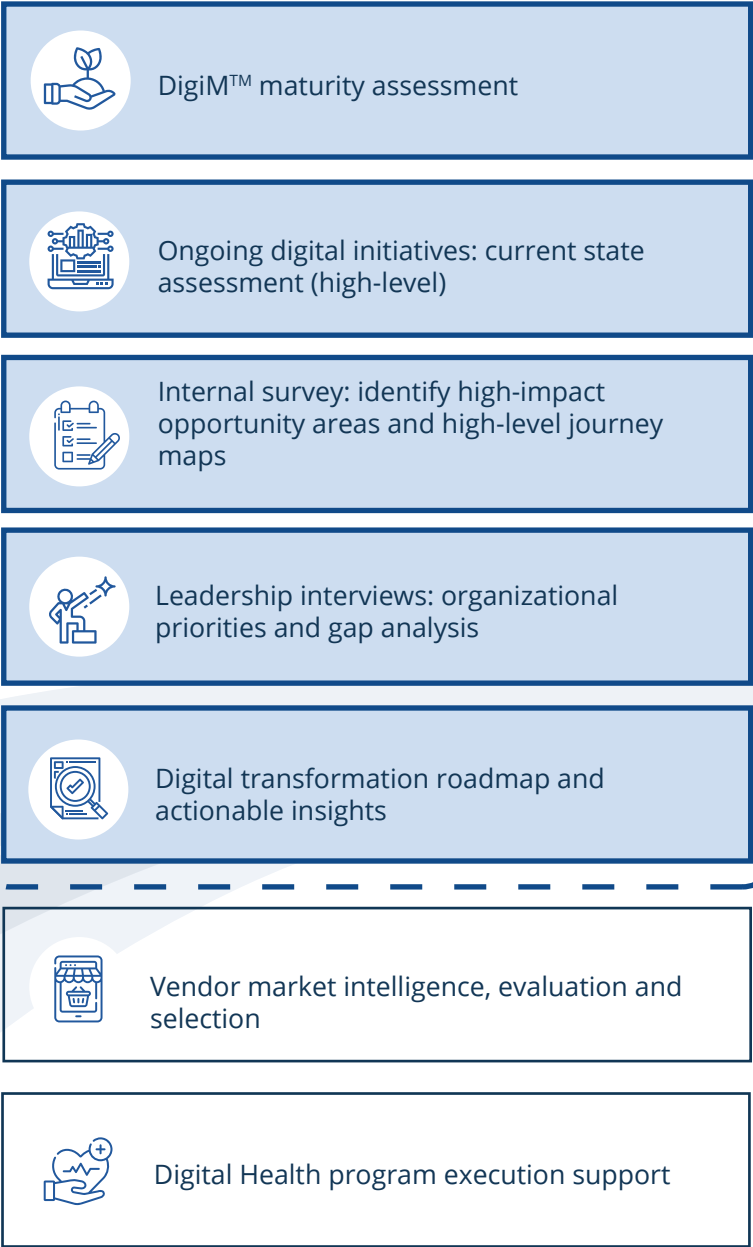 DigiM™ maturity assessment
Ongoing digital initiatives: current state
assessment (high-level)
Internal survey: identify high-impact
opportunity areas and high-level journey
maps
Leadership interviews: organizational
priorities and gap analysis
Digital transformation roadmap and
actionable insights
Vendor market intelligence, evaluation and
selection
Digital Health program execution support